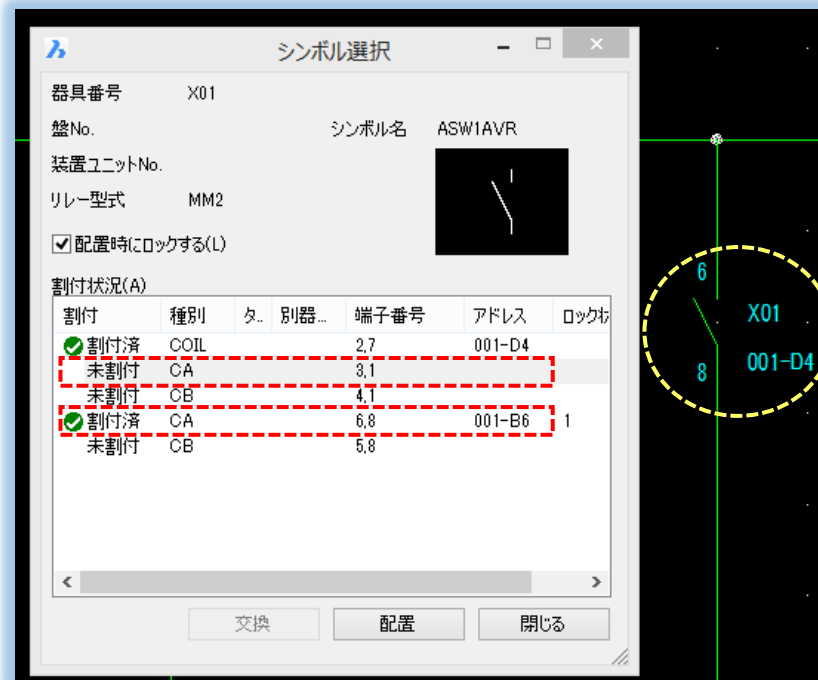 シンボル選択
器具番号 X01
盤No. シンボル名 ASW1AVR
装置ユニットNo.
リレー型式 MM2
配置時にロックする(L)
割付状況(A)
割付 種別 タ.. 別器... 端子番号 アドレス ロック
割付済 COIL 2,7 001-D4
未割付 CA 3,1
未割付 CB 4,1
割付済 CA 6,8 001-B6 1
未割付 CB 5,8
交換 配置 閉じる
6
X01
001-D4
8